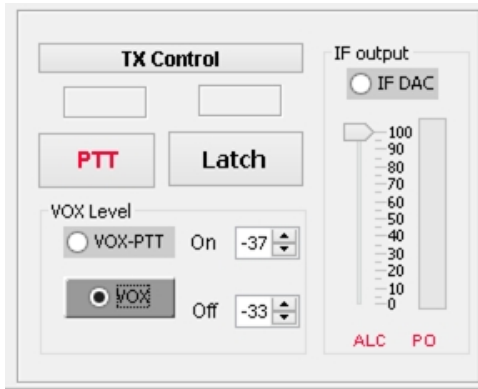 TX Control
PTT
Latch
VOX Level
VOX-PTT
On
-37
VOX
Off
-33
IF output
IF DAC
100
90
80
70
60
50
40
30
20
10
0
ALC
PO